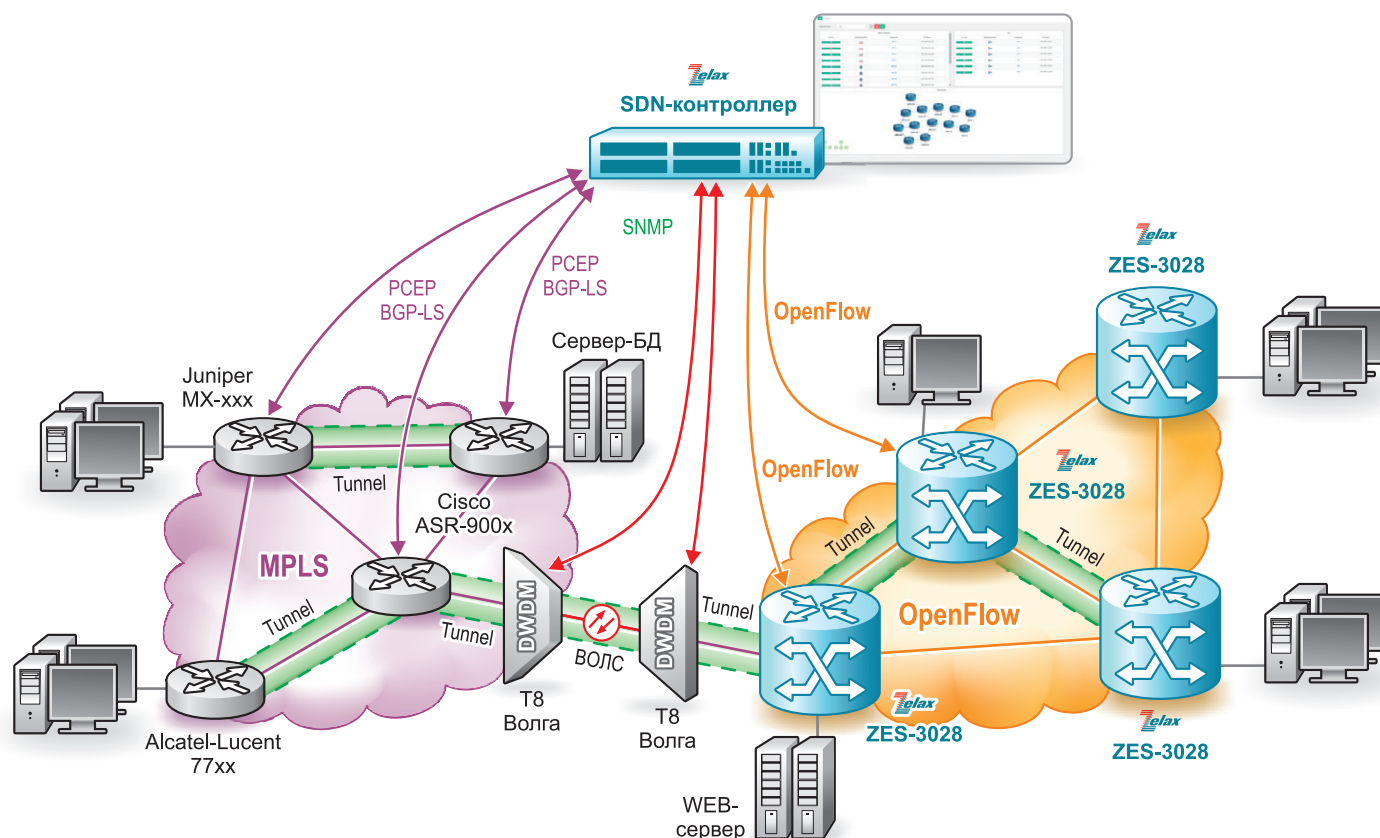 Zelax
SDN-контроллер
SNMP
PCEP
BGP-LS
PCEP
BGP-LS
OpenFlow
OpenFlow
Zelax
ZES-3028
Сервер-БД
Juniper
MX-xxx
Tunnel
Cisco
ASR-900x
MPLS
Tunnel
Tunnel
DWDM
ВОЛС
DWDM
Tunnel
Tunnel
Tunnel
Zelax
ZES-3028
OpenFlow
T8
Волга
T8
Волга
Alcatel-Lucent
77xx
Zelax
ZES-3028
Zelax
ZES-3028
WEB-
сервер